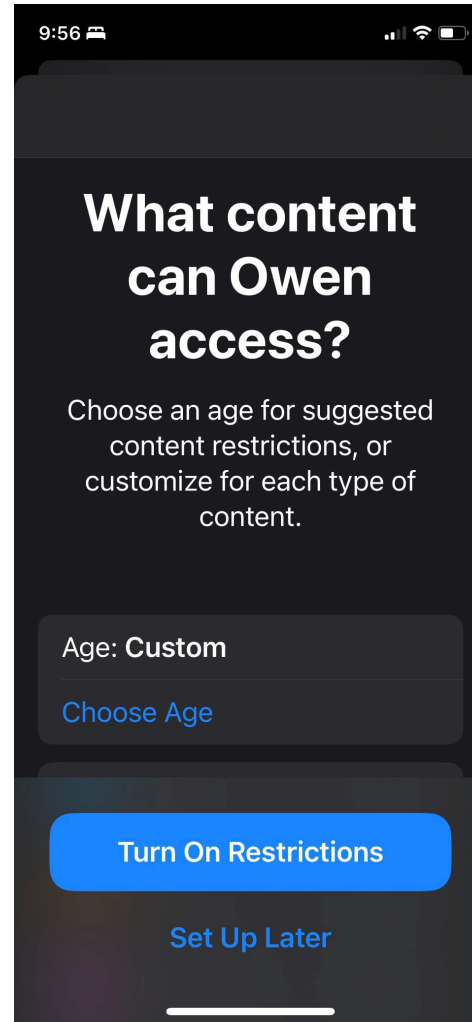 9:56
What content
can Owen
access?
Choose an age for suggested
content restrictions, or
customize for each type of
content.
Age: Custom
Choose Age
Turn On Restrictions
Set Up Later